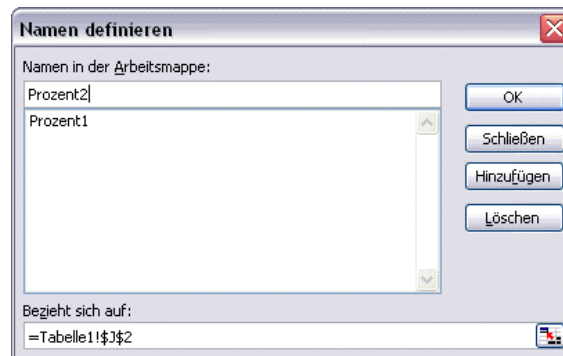 Namen definieren
Namen in der Arbeitsmappe:
Prozent2
OK
Prozent1
Schließen
Hinzufügen
Löschen
Bezieht sich auf:
=Tabelle1!$J$2